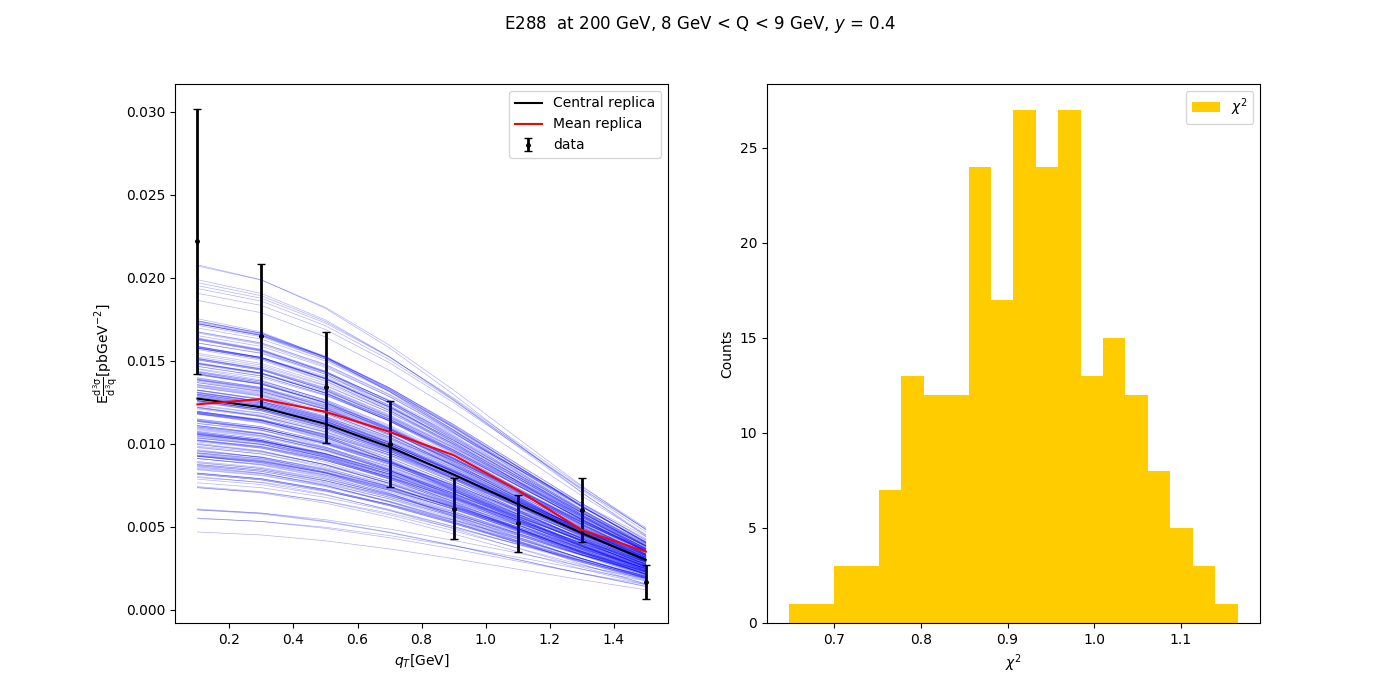 E288  at 200 GeV, 8 GeV < Q < 9 GeV, y = 0.4
Central replica
Mean replica
data
0.030
0.025
0.020
0.015
0.010
0.005
0.000
E d³σ/d³q [pbGeV⁻²]
0.2 0.4 0.6 0.8 1.0 1.2 1.4
q_T[GeV]
χ²
25
20
15
10
5
0
Counts
0.7 0.8 0.9 1.0 1.1
χ²